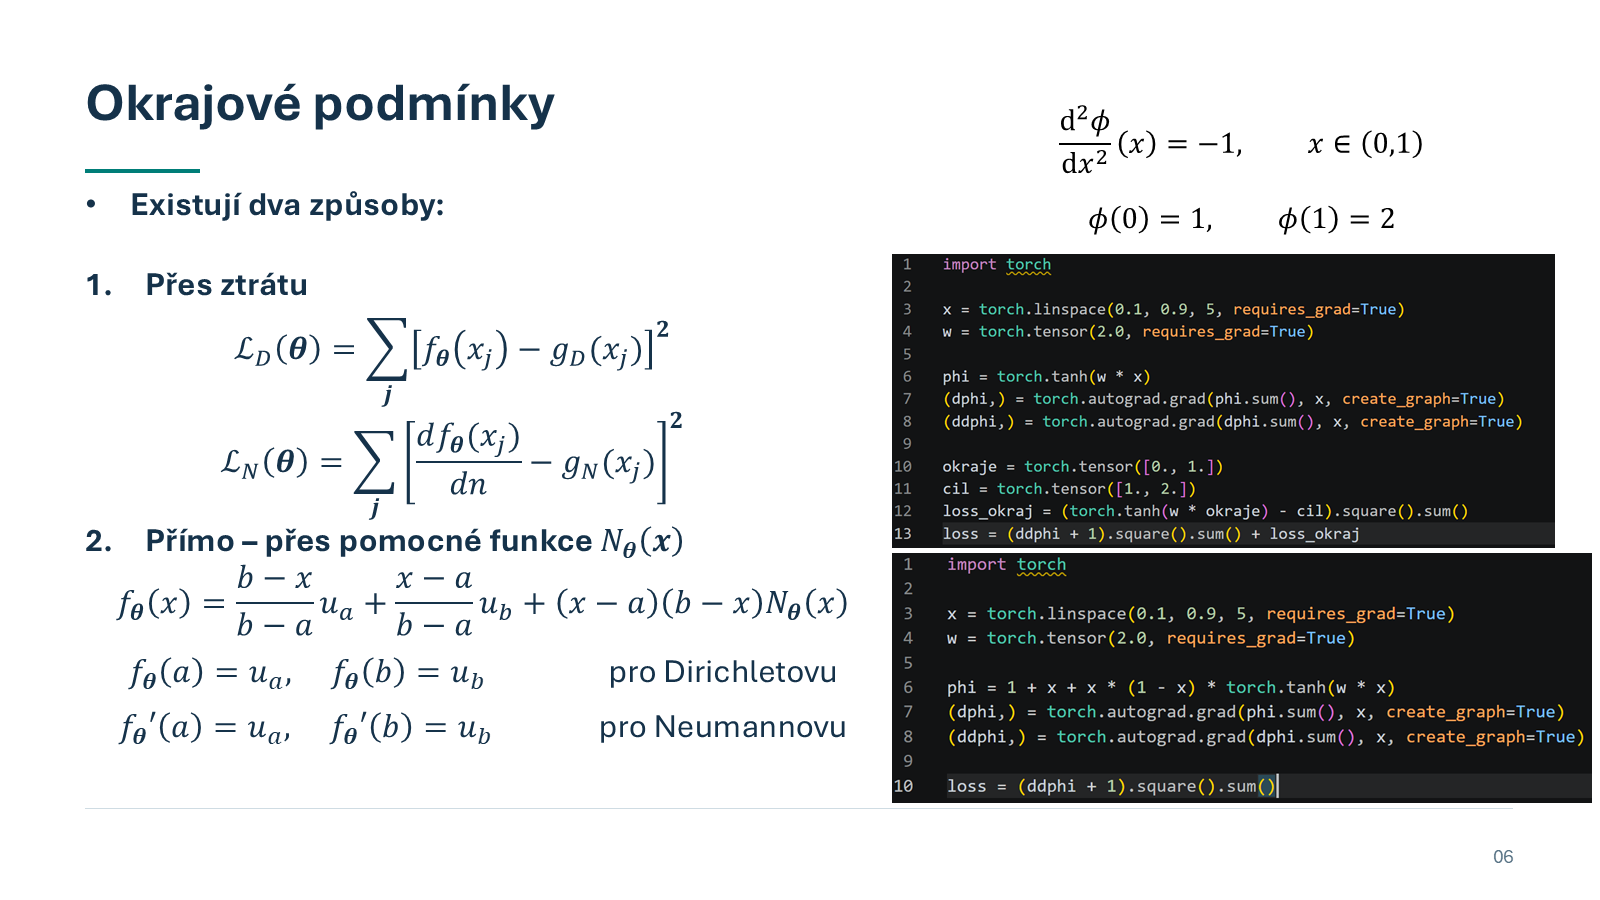 Okrajové podmínky
• Existují dva způsoby:
1. Přes ztrátu
ℒ_D(𝜽) = ∑_j [f_𝜽(x_j) − g_D(x_j)]²
ℒ_N(𝜽) = ∑_j [df_𝜽(x_j)/dn − g_N(x_j)]²
2. Přímo – přes pomocné funkce N_𝜽(𝒙)
f_𝜽(x) = (b − x)/(b − a) u_a + (x − a)/(b − a) u_b + (x − a)(b − x)N_𝜽(x)
f_𝜽(a) = u_a, f_𝜽(b) = u_b pro Dirichletovu
f_𝜽′(a) = u_a, f_𝜽′(b) = u_b pro Neumannovu
d²ϕ/dx² (x) = −1, x ∈ (0,1)
ϕ(0) = 1, ϕ(1) = 2
1 import torch
2
3 x = torch.linspace(0.1, 0.9, 5, requires_grad=True)
4 w = torch.tensor(2.0, requires_grad=True)
5
6 phi = torch.tanh(w * x)
7 (dphi,) = torch.autograd.grad(phi.sum(), x, create_graph=True)
8 (ddphi,) = torch.autograd.grad(dphi.sum(), x, create_graph=True)
9
10 okraje = torch.tensor([0., 1.])
11 cil = torch.tensor([1., 2.])
12 loss_okraj = (torch.tanh(w * okraje) - cil).square().sum()
13 loss = (ddphi + 1).square().sum() + loss_okraj
1 import torch
2
3 x = torch.linspace(0.1, 0.9, 5, requires_grad=True)
4 w = torch.tensor(2.0, requires_grad=True)
5
6 phi = 1 + x + x * (1 - x) * torch.tanh(w * x)
7 (dphi,) = torch.autograd.grad(phi.sum(), x, create_graph=True)
8 (ddphi,) = torch.autograd.grad(dphi.sum(), x, create_graph=True)
9
10 loss = (ddphi + 1).square().sum()
06